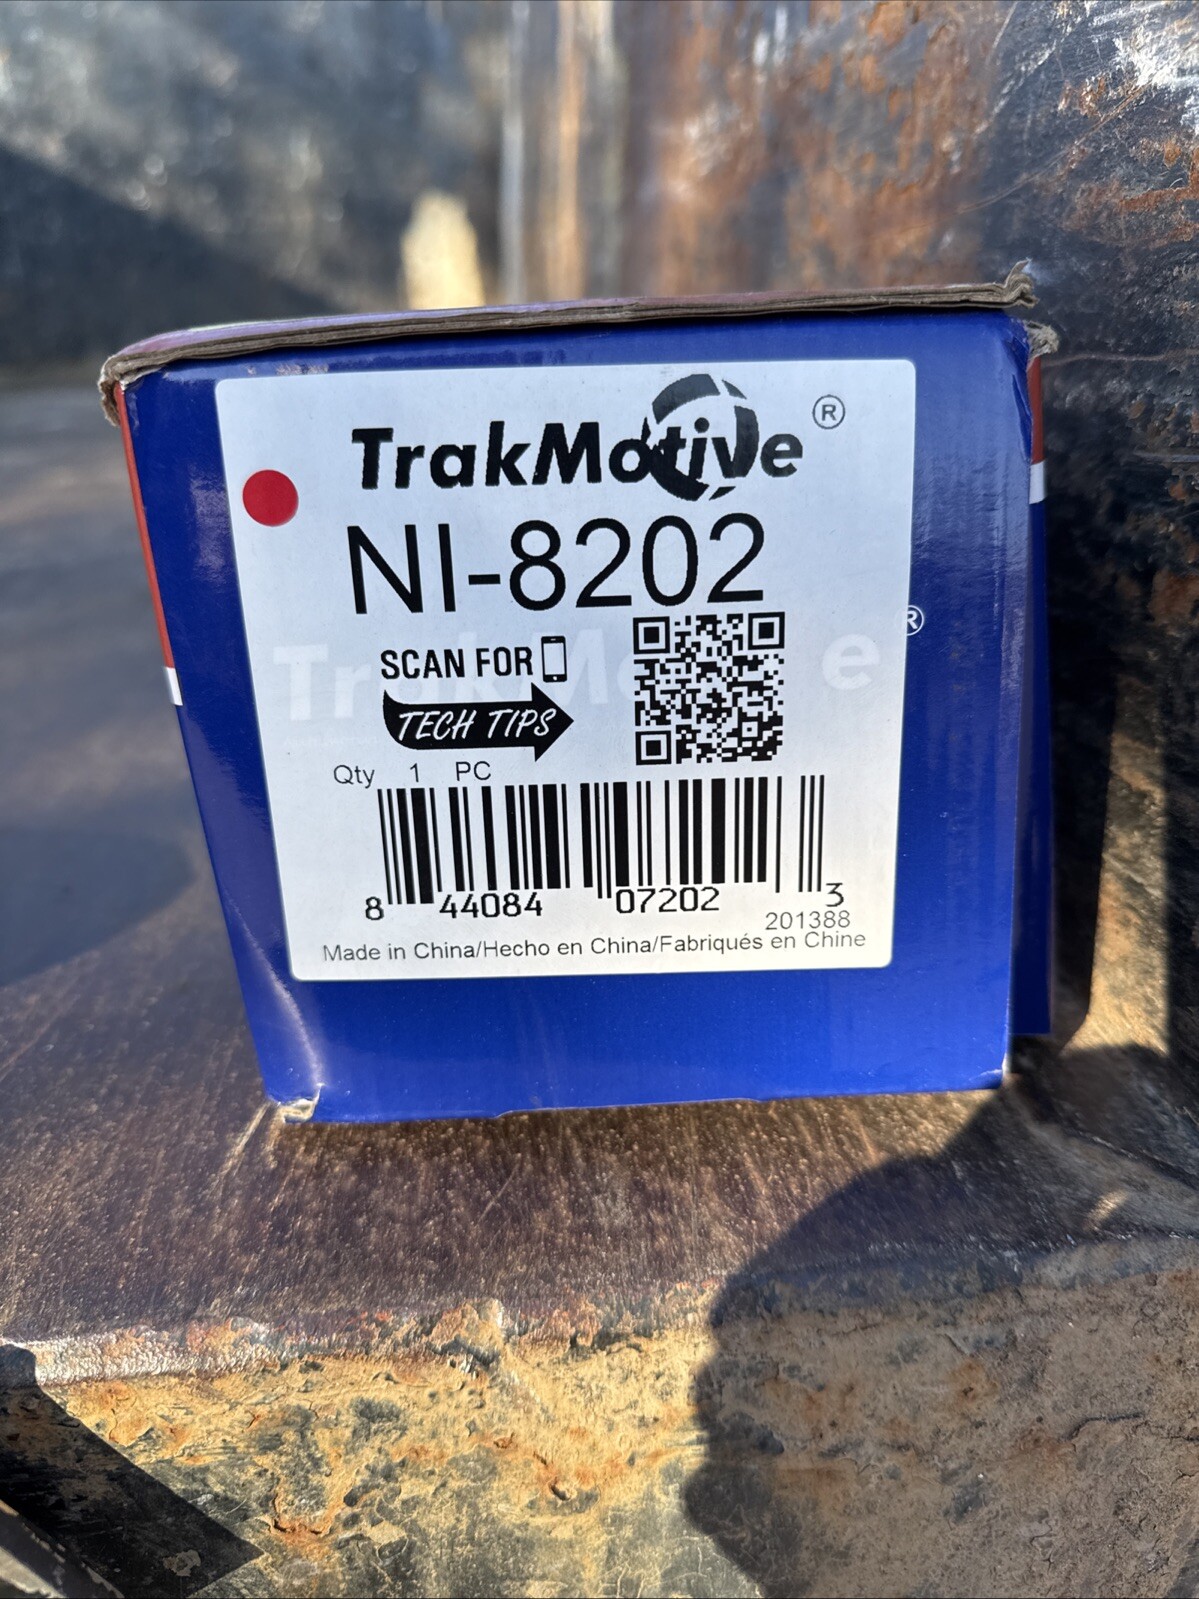 TrakMotive®
NI-8202
SCAN FOR
TECH TIPS
Qty 1 PC
8 44084 07202 3
201388
Made in China/Hecho en China/Fabriqués en Chine